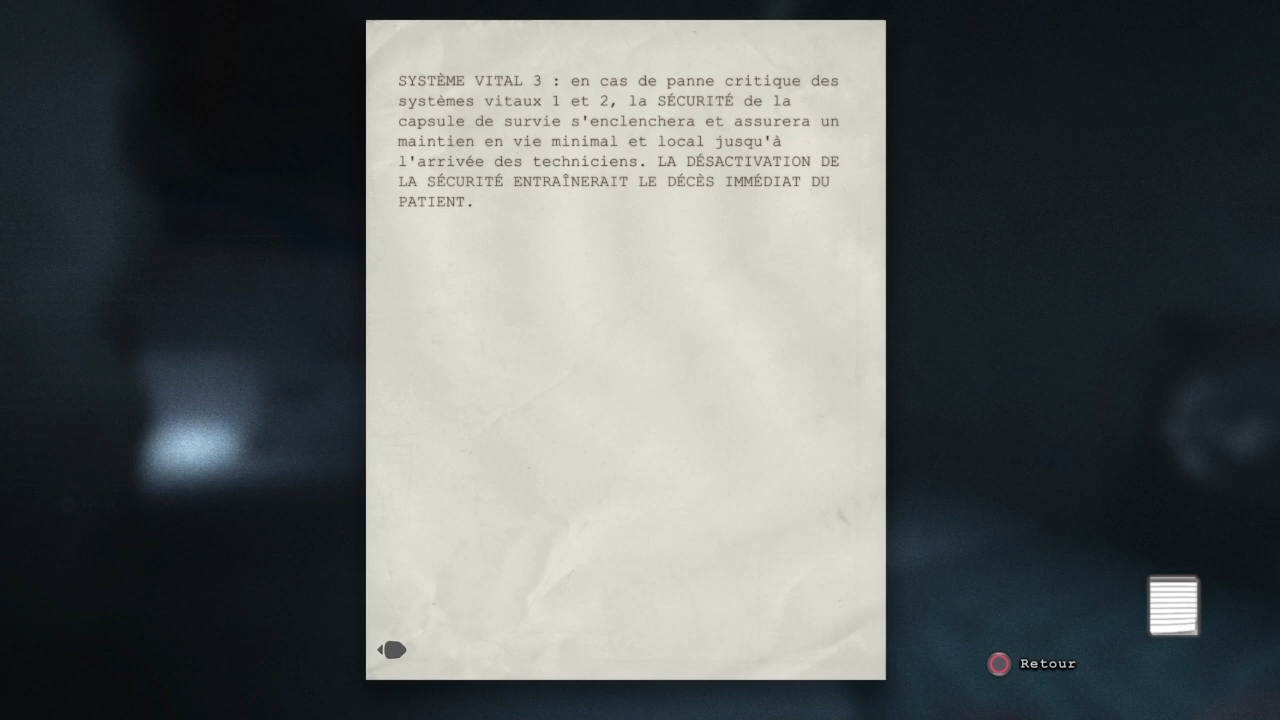 SYSTÈME VITAL 3 : en cas de panne critique des
systèmes vitaux 1 et 2, la SÉCURITÉ de la
capsule de survie s'enclenchera et assurera un
maintien en vie minimal et local jusqu'à
l'arrivée des techniciens. LA DÉSACTIVATION DE
LA SÉCURITÉ ENTRAÎNERAIT LE DÉCÈS IMMÉDIAT DU
PATIENT.
Retour